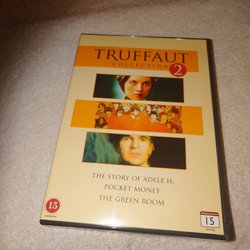 TRUFFAUT
COLLECTION 2
THE STORY OF ADELE H.
POCKET MONEY
THE GREEN ROOM
15
15